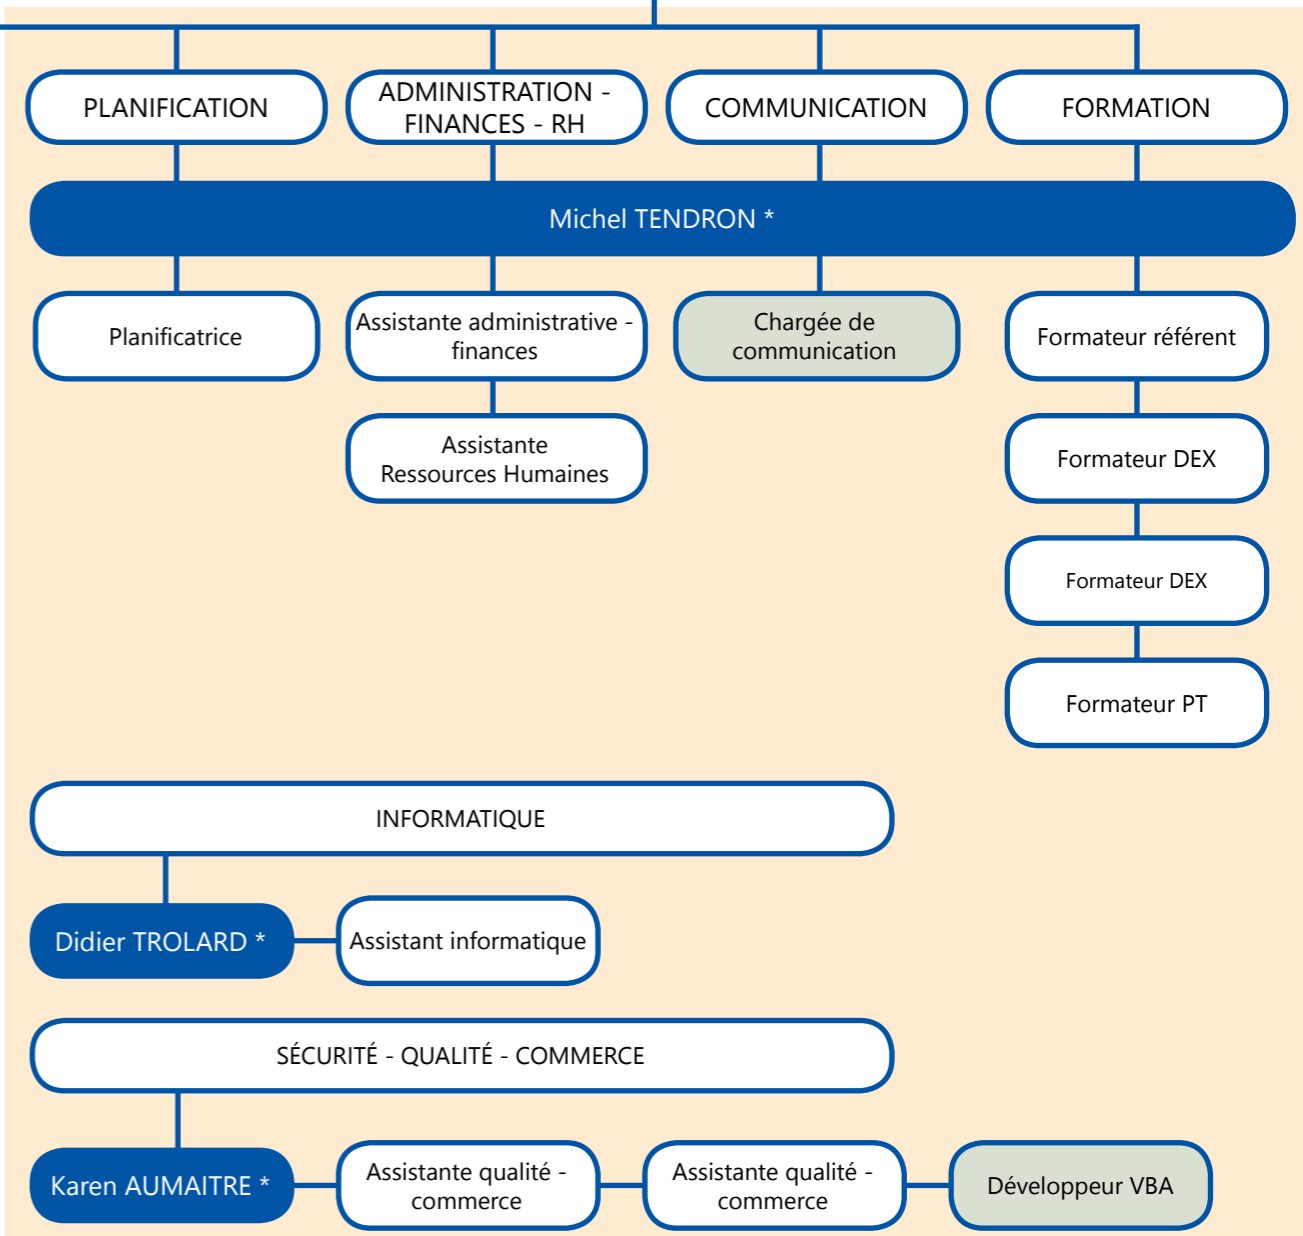 PLANIFICATION
ADMINISTRATION -
FINANCES - RH
COMMUNICATION
FORMATION
Michel TENDRON *
Planificatrice
Assistante administrative -
finances
Chargée de
communication
Formateur référent
Assistante
Ressources Humaines
Formateur DEX
Formateur DEX
Formateur PT
INFORMATIQUE
Didier TROLARD *
Assistant informatique
SÉCURITÉ - QUALITÉ - COMMERCE
Karen AUMAITRE *
Assistante qualité -
commerce
Assistante qualité -
commerce
Développeur VBA